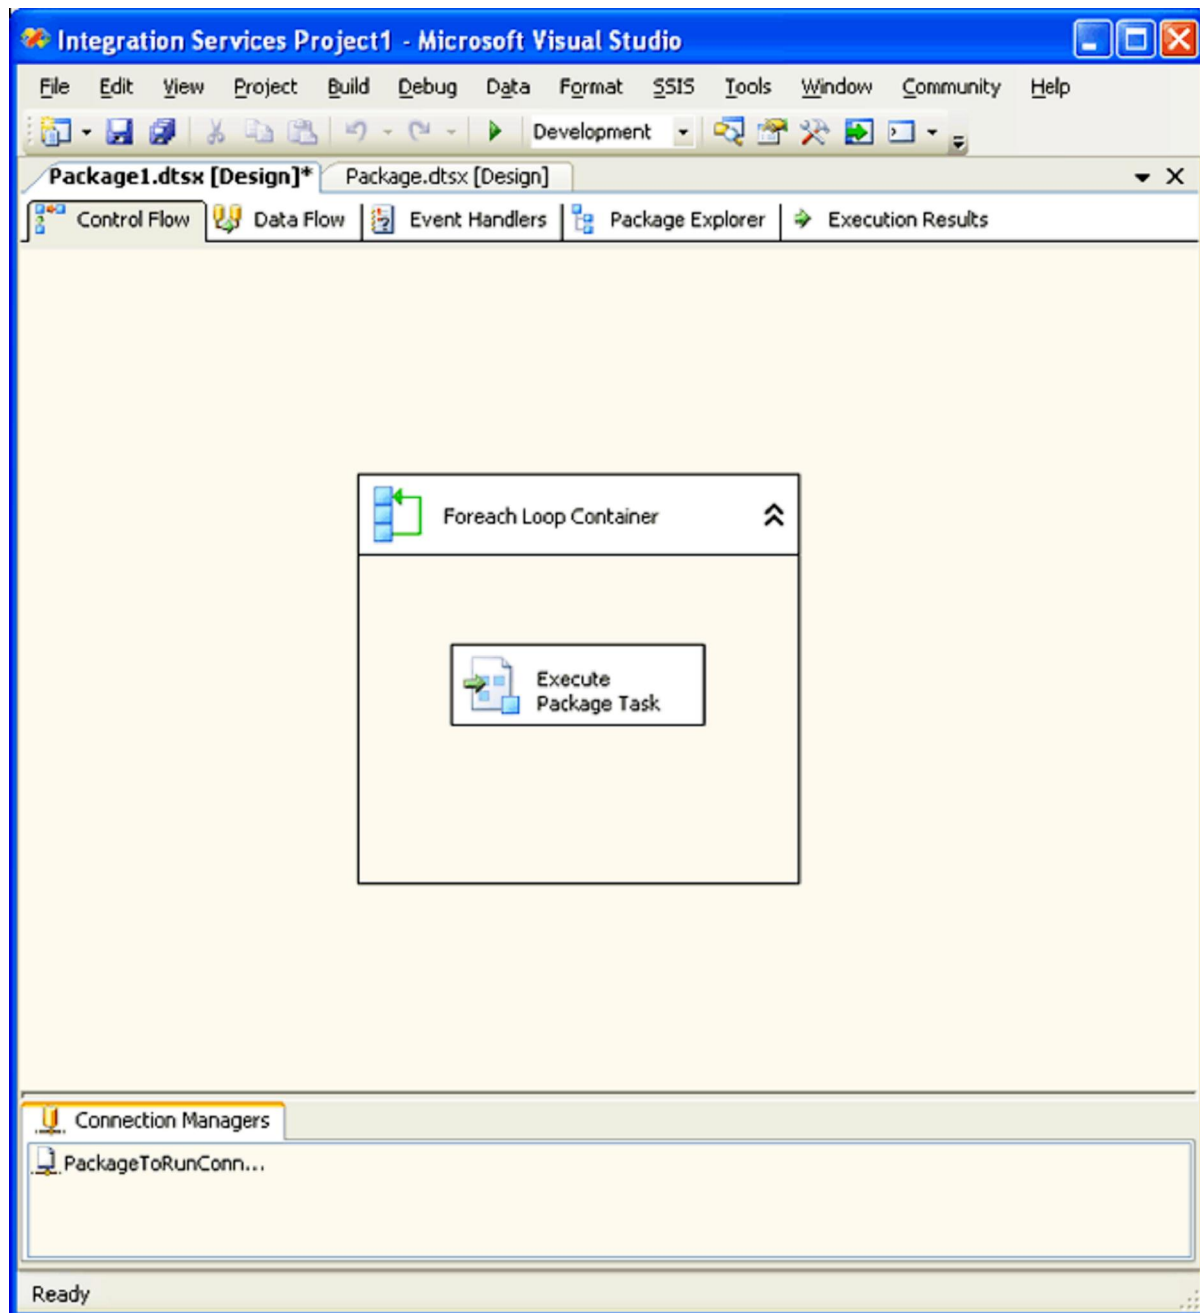 Integration Services Project1 - Microsoft Visual Studio
File Edit View Project Build Debug Data Format SSIS Tools Window Community Help
Development
Package1.dtsx [Design]* Package.dtsx [Design]
Control Flow Data Flow Event Handlers Package Explorer Execution Results
Foreach Loop Container
Execute
Package Task
Connection Managers
PackageToRunConn...
Ready